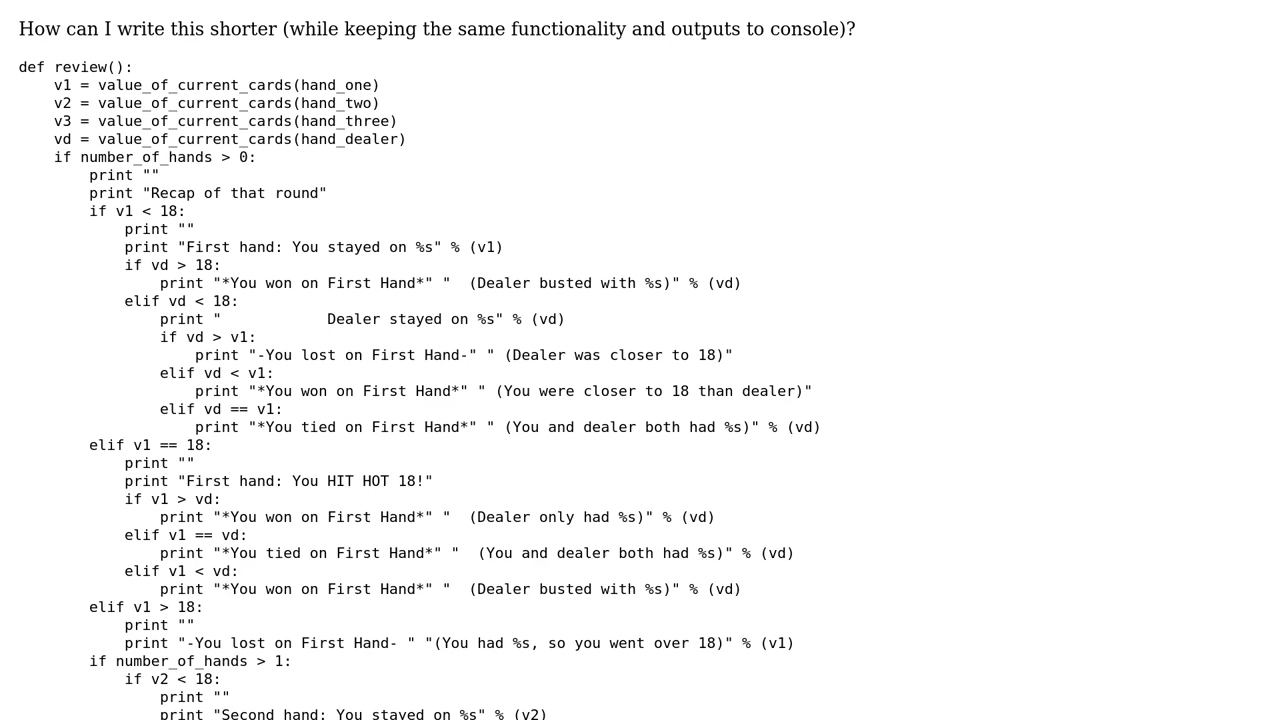 How can I write this shorter (while keeping the same functionality and outputs to console)?
def review():
    v1 = value_of_current_cards(hand_one)
    v2 = value_of_current_cards(hand_two)
    v3 = value_of_current_cards(hand_three)
    vd = value_of_current_cards(hand_dealer)
    if number_of_hands > 0:
        print ""
        print "Recap of that round"
        if v1 < 18:
            print ""
            print "First hand: You stayed on %s" % (v1)
            if vd > 18:
                print "*You won on First Hand*" "  (Dealer busted with %s)" % (vd)
            elif vd < 18:
                print "            Dealer stayed on %s" % (vd)
                if vd > v1:
                    print "-You lost on First Hand-" " (Dealer was closer to 18)"
                elif vd < v1:
                    print "*You won on First Hand*" " (You were closer to 18 than dealer)"
                elif vd == v1:
                    print "*You tied on First Hand*" " (You and dealer both had %s)" % (vd)
        elif v1 == 18:
            print ""
            print "First hand: You HIT HOT 18!"
            if v1 > vd:
                print "*You won on First Hand*" "  (Dealer only had %s)" % (vd)
            elif v1 == vd:
                print "*You tied on First Hand*" "  (You and dealer both had %s)" % (vd)
            elif v1 < vd:
                print "*You won on First Hand*" "  (Dealer busted with %s)" % (vd)
        elif v1 > 18:
            print ""
            print "-You lost on First Hand- " "(You had %s, so you went over 18)" % (v1)
        if number_of_hands > 1:
            if v2 < 18:
                print ""
                print "Second hand: You stayed on %s" % (v2)